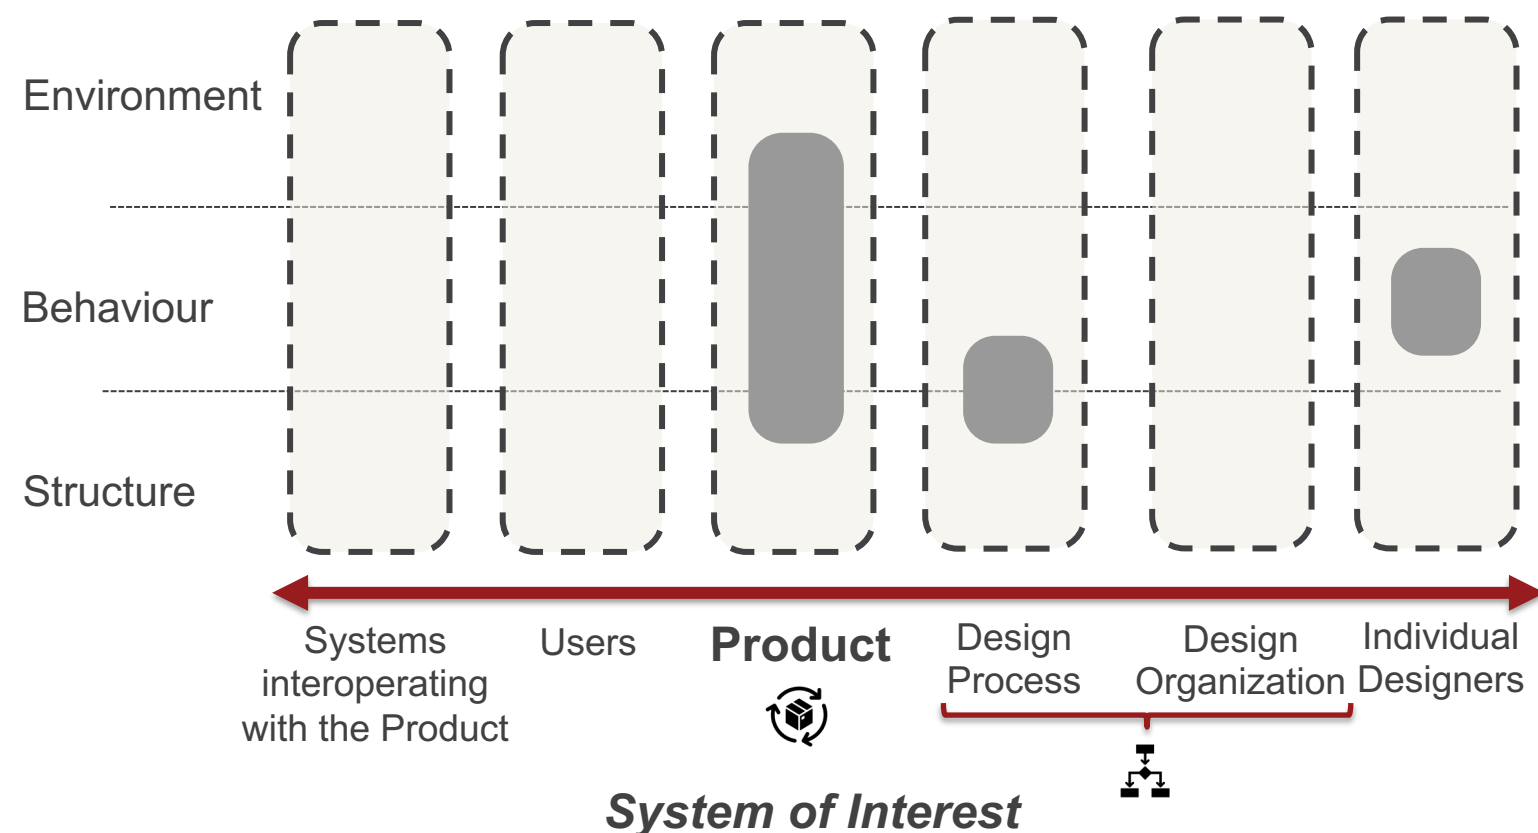 Environment
Behaviour
Structure
Systems
interoperating
with the Product
Users
Product
Design
Process
Design
Organization
Individual
Designers
System of Interest